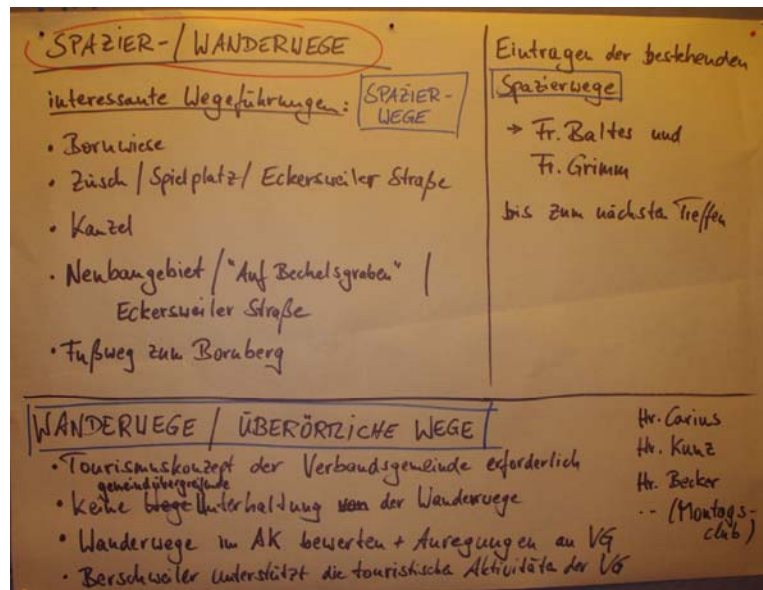 SPAZIER-/WANDERWEGE
interessante Wegeführungen:
SPAZIER-
WEGE
• Bornwiese
• Züsch / Spielplatz / Eckersweiler Straße
• Kanzel
• Neubaugebiet / "Auf Bechelsgraben" /
Eckersweiler Straße
• Fußweg zum Bornberg
Eintragen der bestehenden
Spazierwege
→ Fr. Baltes und
Fr. Grimm
bis zum nächsten Treffen
WANDERWEGE / ÜBERÖRTLICHE WEGE
• Tourismuskonzept der Verbandsgemeinde erforderlich
gemeindübergreifende
• Keine Unterhaltung der Wanderwege
• Wanderwege im AK bewerten + Anregungen an VG
• Berschweiler unterstützt die touristischen Aktivitäten der VG
Hr. Carius
Hr. Kunz
Hr. Becker
-- (Montags-
club)